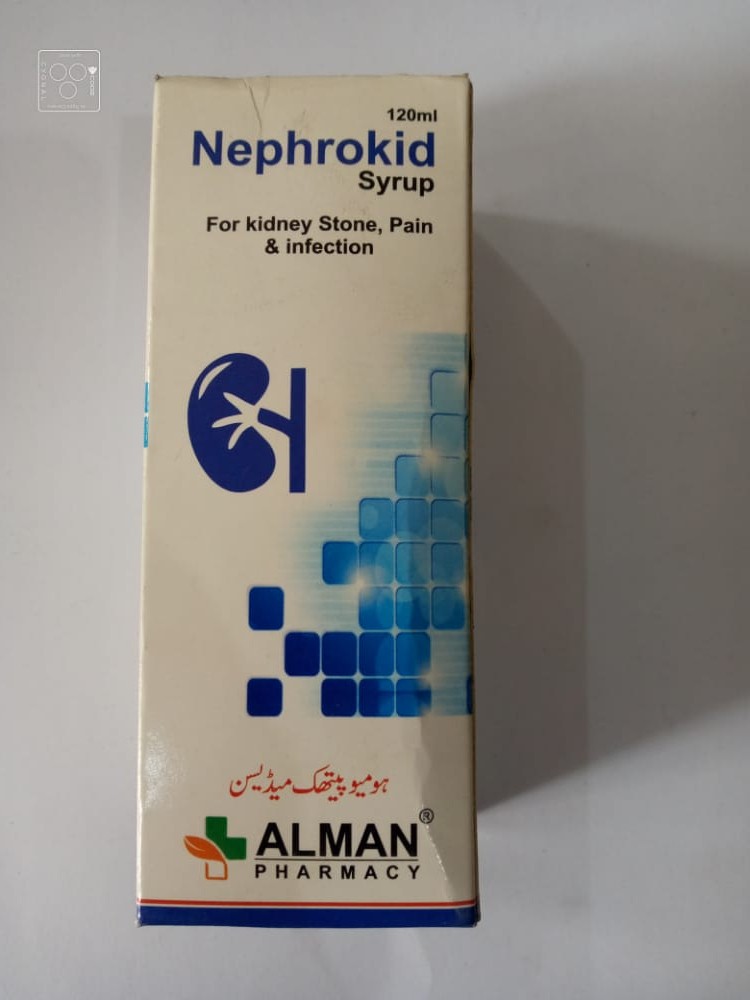 120ml
Nephrokid
Syrup
For kidney Stone, Pain
& infection
ہومیو پیتھک میڈیسن
ALMAN®
PHARMACY